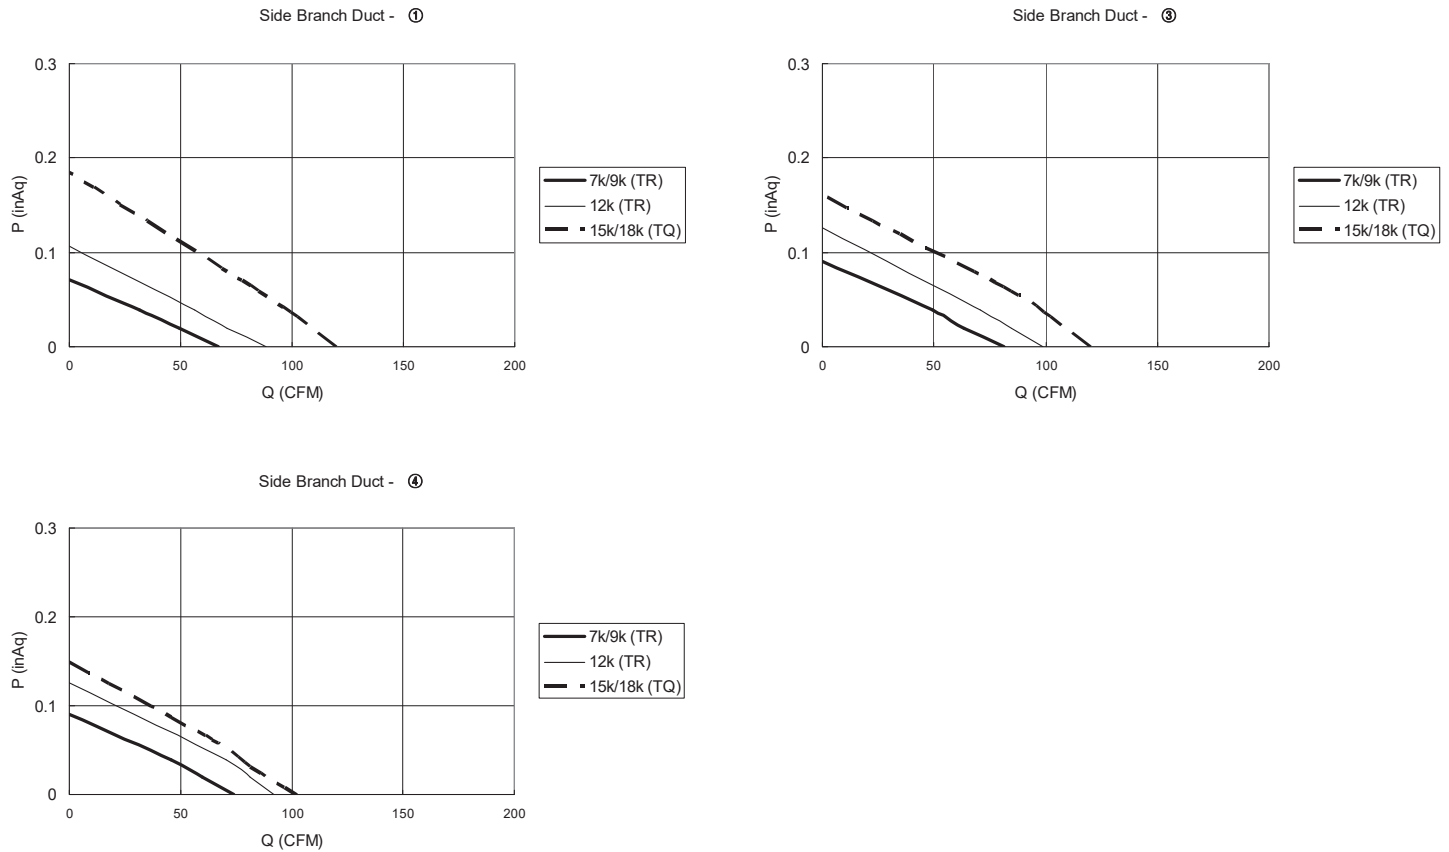 Side Branch Duct - ①
0.3
0.2
0.1
0
P (inAq)
0
50
100
150
200
Q (CFM)
7k/9k (TR)
12k (TR)
15k/18k (TQ)
Side Branch Duct - ③
0.3
0.2
0.1
0
P (inAq)
0
50
100
150
200
Q (CFM)
7k/9k (TR)
12k (TR)
15k/18k (TQ)
Side Branch Duct - ④
0.3
0.2
0.1
0
P (inAq)
0
50
100
150
200
Q (CFM)
7k/9k (TR)
12k (TR)
15k/18k (TQ)